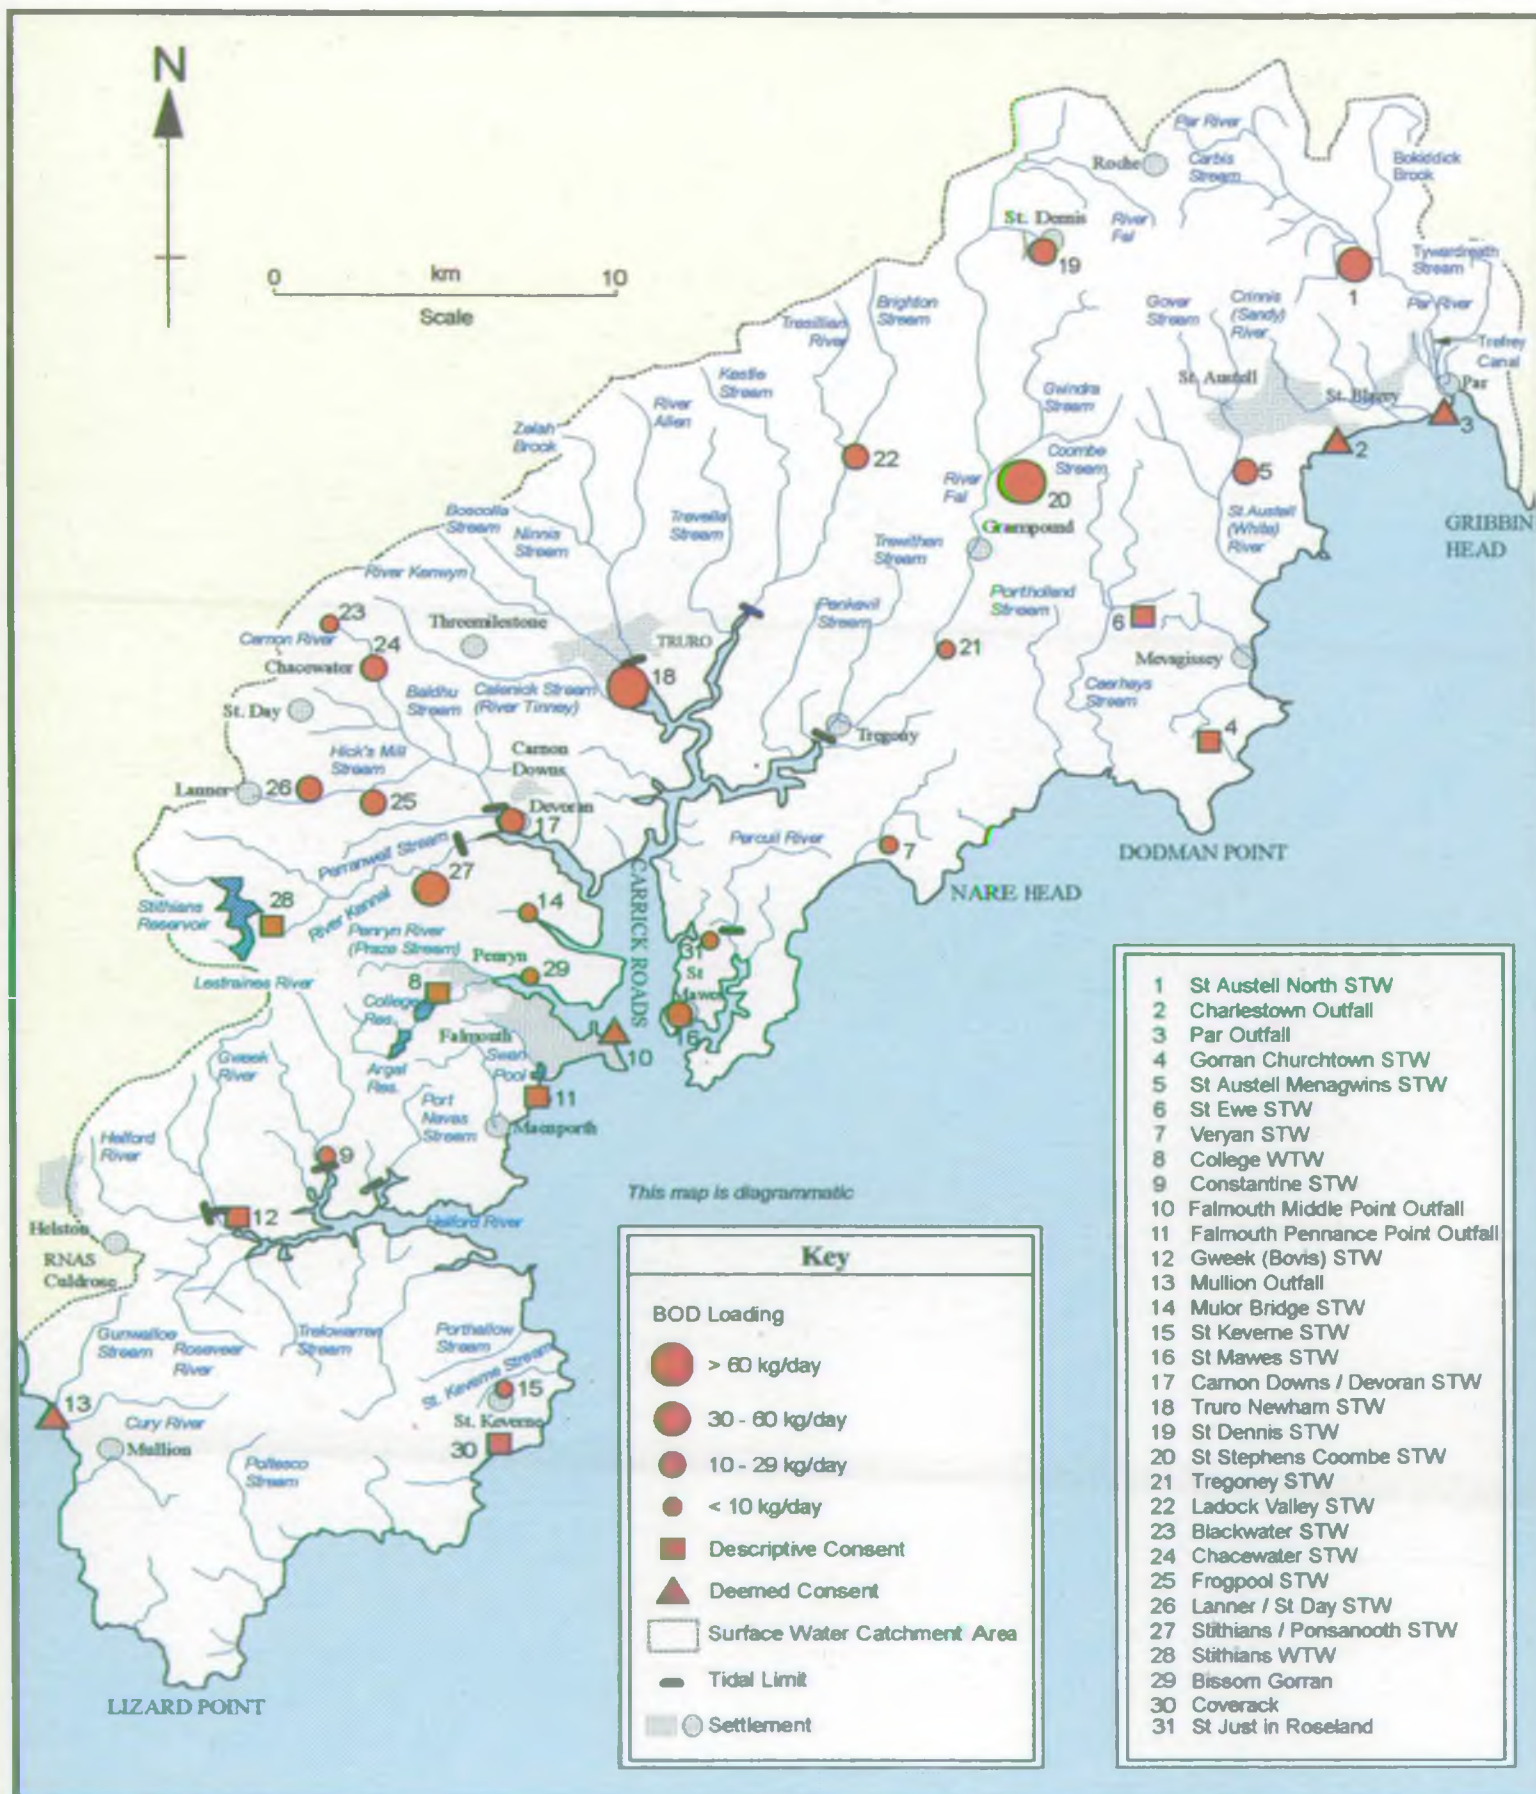 N
0 km 10
Scale
Par River
Carbis
Stream
Bokiddick
Brook
Roche
St. Dennis
River
Fal
19
Tywardreath
Stream
1
Gover
Stream
Crinnis
(Sandy)
River
Par River
Trefrey
Canal
Par
St. Austell
St. Blazey
3
2
5
St. Austell
(White)
River
GRIBBIN
HEAD
Tresillian
River
Brighton
Stream
Kestle
Stream
River
Allen
Zelah
Brook
Gwindra
Stream
Coombe
Stream
22
River
Fal
20
Grampound
Boscolla
Stream
Ninnis
Stream
Trevella
Stream
Trewithen
Stream
River Kenwyn
Penkevil
Stream
Portholland
Stream
23
Carnon River
Threemilestone
TRURO
24
Chacewater
18
21
6
Mevagissey
Caerhays
Stream
4
St. Day
Baldhu
Stream
Calenick Stream
(River Tinney)
Tregony
Hick's Mill
Stream
Carnon
Downs
Lanner
26
25
Devoran
17
Perranwell Stream
Percuil River
7
DODMAN POINT
NARE HEAD
27
28
Stithians
Reservoir
River Kennal
14
CARRICK ROADS
Penryn River
(Praze Stream)
Penryn
29
31
St
Mawes
16
Lestraines River
8
College
Res.
Falmouth
10
Argal
Res.
Swan
Pool
11
Gweek
River
Port
Navas
Stream
Maenporth
Helford
River
9
12
Helford River
Helston
RNAS
Culdrose
Gunwalloe
Stream
Roseveer
River
Trelowarren
Stream
Porthallow
Stream
St. Keverne Stream
15
St. Keverne
13
Cury River
Mullion
30
Poltesco
Stream
LIZARD POINT
This map is diagrammatic
Key
BOD Loading
> 60 kg/day
30 - 60 kg/day
10 - 29 kg/day
< 10 kg/day
Descriptive Consent
Deemed Consent
Surface Water Catchment Area
Tidal Limit
Settlement
1 St Austell North STW
2 Charlestown Outfall
3 Par Outfall
4 Gorran Churchtown STW
5 St Austell Menagwins STW
6 St Ewe STW
7 Veryan STW
8 College WTW
9 Constantine STW
10 Falmouth Middle Point Outfall
11 Falmouth Pennance Point Outfall
12 Gweek (Bovis) STW
13 Mullion Outfall
14 Mulor Bridge STW
15 St Keverne STW
16 St Mawes STW
17 Carnon Downs / Devoran STW
18 Truro Newham STW
19 St Dennis STW
20 St Stephens Coombe STW
21 Tregoney STW
22 Ladock Valley STW
23 Blackwater STW
24 Chacewater STW
25 Frogpool STW
26 Lanner / St Day STW
27 Stithians / Ponsanooth STW
28 Stithians WTW
29 Bissom Gorran
30 Coverack
31 St Just in Roseland